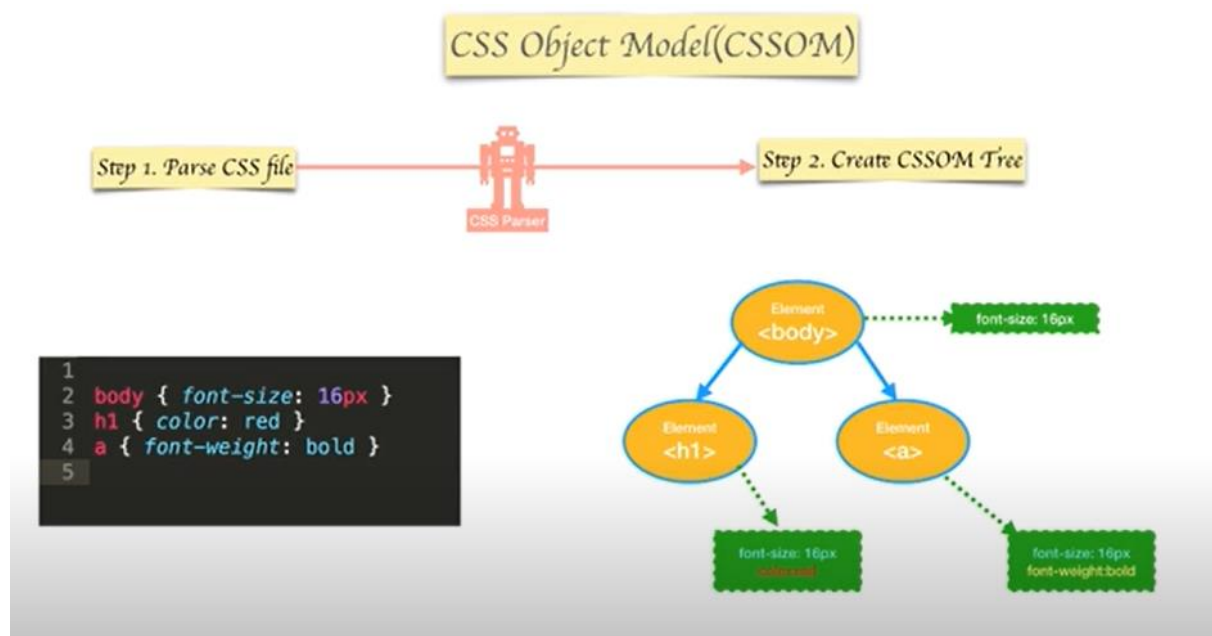 CSS Object Model(CSSOM)
Step 1. Parse CSS file
CSS Parser
Step 2. Create CSSOM Tree
1
2 body { font-size: 16px }
3 h1 { color: red }
4 a { font-weight: bold }
5
Element
<body>
font-size: 16px
Element
<h1>
Element
<a>
font-size: 16px
color:red
font-size: 16px
font-weight:bold